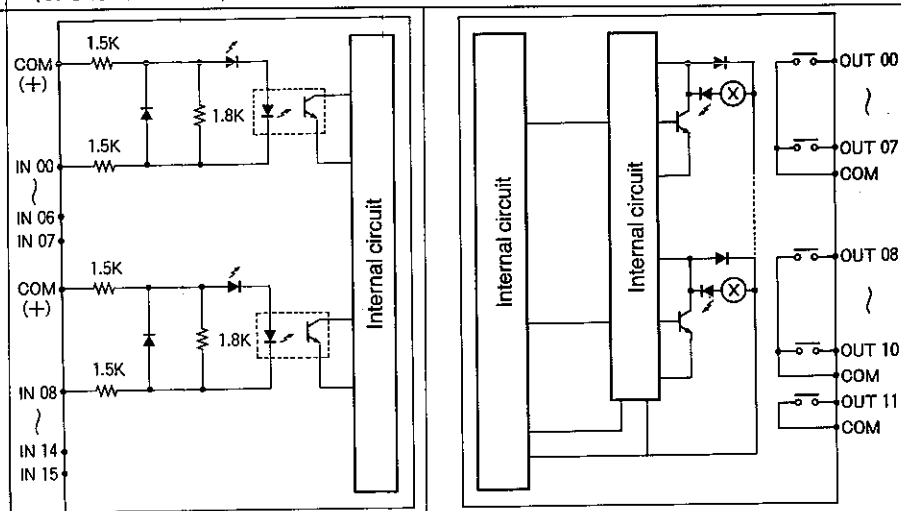 1.5K
COM
(+)
1.8K
1.5K
IN 00
IN 06
IN 07
1.5K
COM
(+)
1.8K
1.5K
IN 08
IN 14
IN 15
Internal circuit
Internal circuit
Internal circuit
X
X
OUT 00
OUT 07
COM
OUT 08
OUT 10
COM
OUT 11
COM